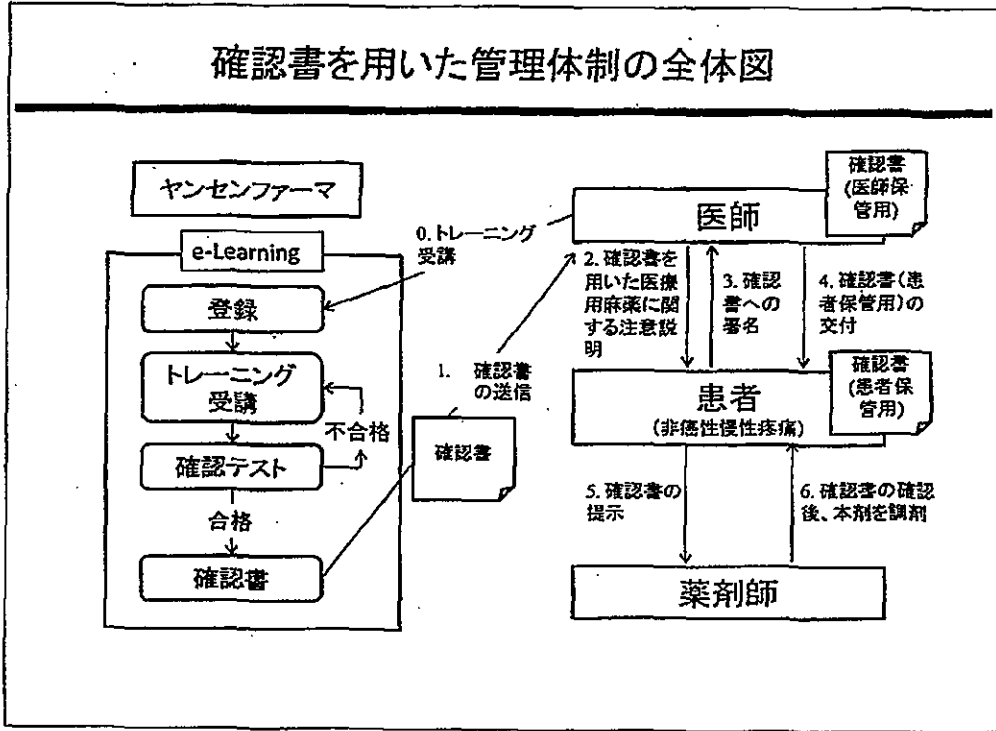 確認書を用いた管理体制の全体図
ヤンセンファーマ
e-Learning
登録
トレーニング
受講
不合格
確認テスト
合格
確認書
0. トレーニング
受講
1. 確認書
の送信
確認書
医師
確認書
(医師保
管用)
2. 確認書を
用いた医療
用麻薬に関
する注意説
明
3. 確認
書への
署名
4. 確認書(患
者保管用)の
交付
患者
(非癌性慢性疼痛)
確認書
(患者保
管用)
5. 確認書の
提示
6. 確認書の確認
後、本剤を調剤
薬剤師